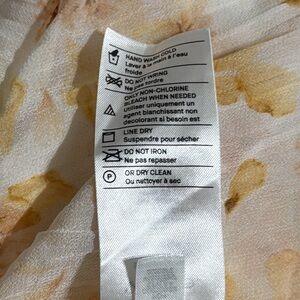 HAND WASH COLD
Laver à la main à l'eau
froide
DO NOT WRING
Ne pas tordre
ONLY NON-CHLORINE
BLEACH WHEN NEEDED
Utiliser uniquement un
agent blanchissant non
decolorant si besoin est
LINE DRY
Suspendre pour sécher
DO NOT IRON
Ne pas repasser
P
OR DRY CLEAN
Ou nettoyer à sec